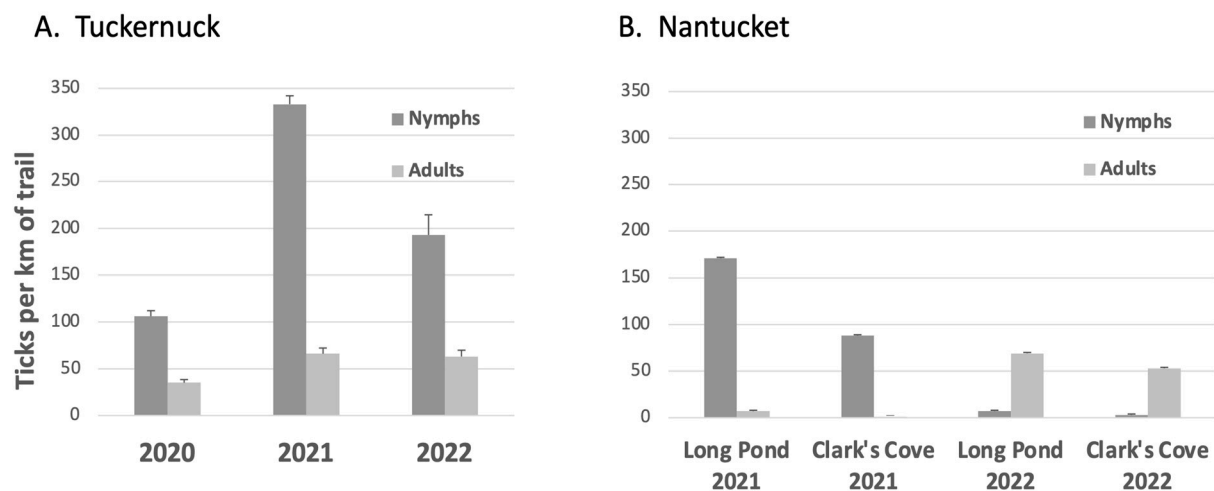 A. Tuckernuck
Ticks per km of trail
350
300
250
200
150
100
50
0
Nymphs
Adults
2020
2021
2022
B. Nantucket
350
300
250
200
150
100
50
0
Nymphs
Adults
Long Pond
2021
Clark's Cove
2021
Long Pond
2022
Clark's Cove
2022